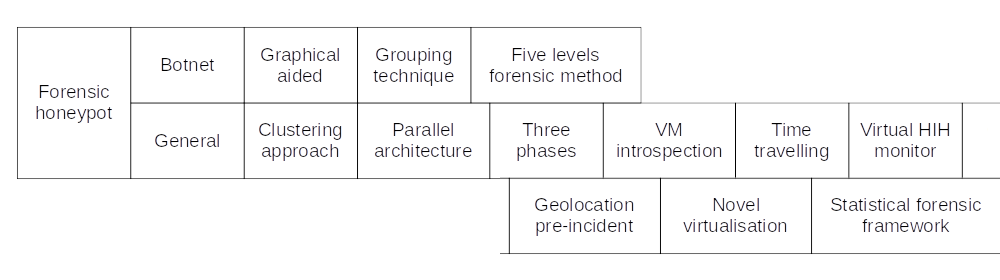 Forensic
honeypot
Botnet
Graphical
aided
Grouping
technique
Five levels
forensic method
General
Clustering
approach
Parallel
architecture
Three
phases
VM
introspection
Time
travelling
Virtual HIH
monitor
Geolocation
pre-incident
Novel
virtualisation
Statistical forensic
framework